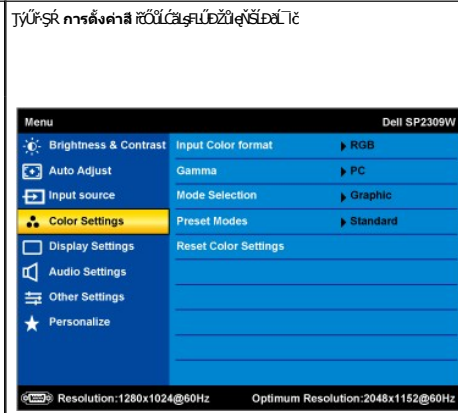 การตั้งค่าสี
Menu Dell SP2309W
Brightness & Contrast Input Color format RGB
Auto Adjust Gamma PC
Input source Mode Selection Graphic
Color Settings Preset Modes Standard
Display Settings Reset Color Settings
Audio Settings
Other Settings
Personalize
Resolution:1280x1024@60Hz Optimum Resolution:2048x1152@60Hz